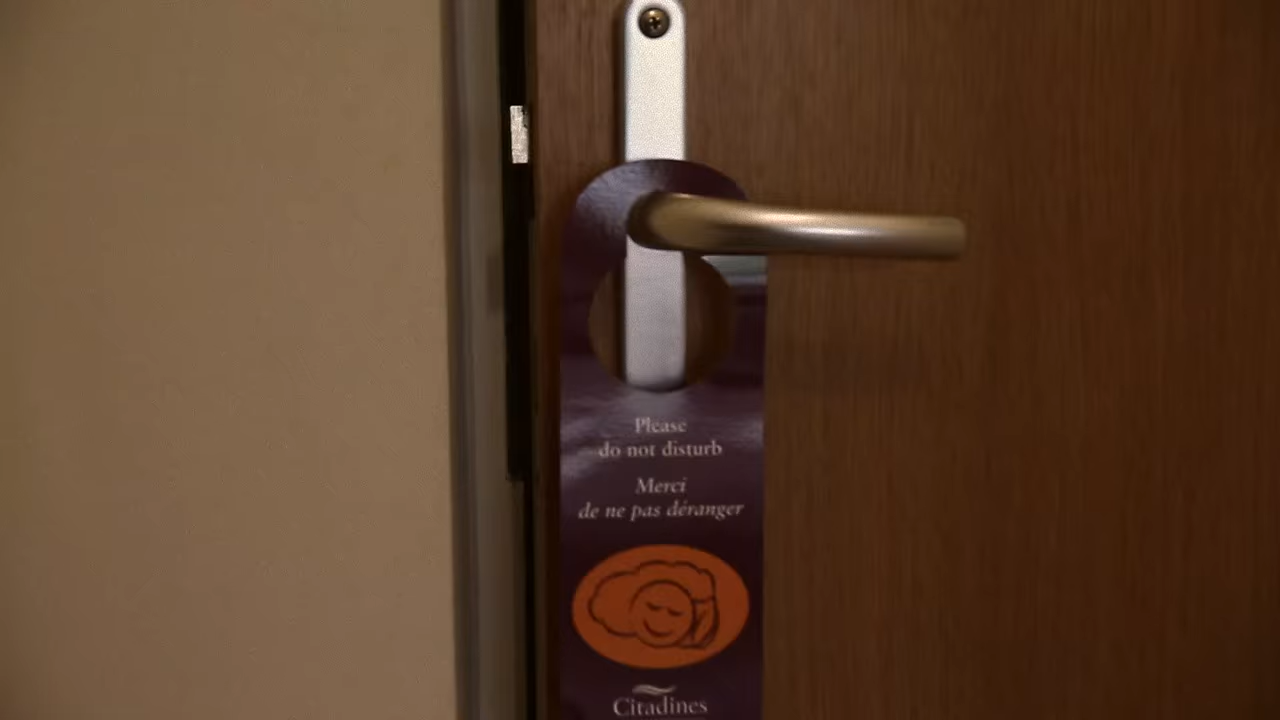 Please
do not disturb
Merci
de ne pas déranger
Citadines